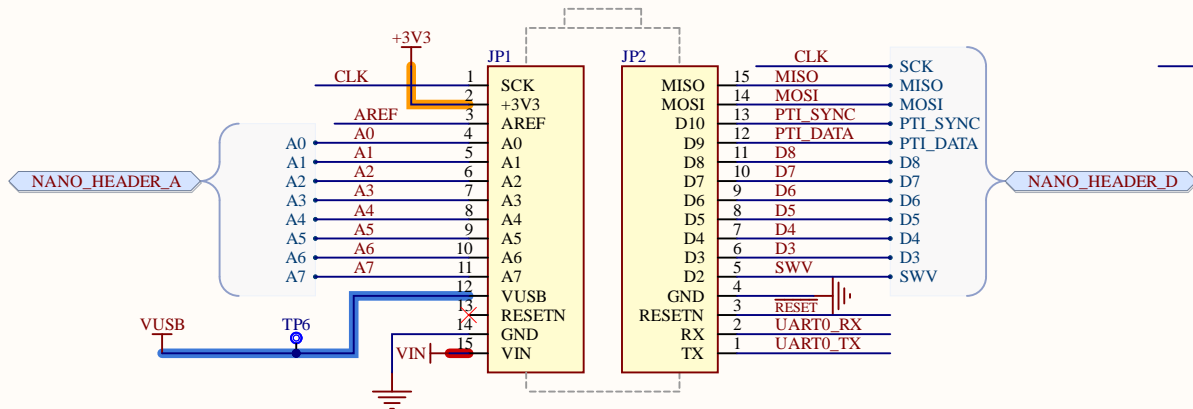 +3V3
JP1
JP2
CLK
1
SCK
+3V3
2
AREF
3
AREF
A0
A0
4
A0
A1
A1
5
A1
A2
A2
6
A2
A3
A3
7
A3
A4
A4
8
A4
A5
A5
9
A5
A6
A6
10
A6
A7
A7
11
A7
12
VUSB
13
RESETN
14
GND
VIN
15
VIN
NANO_HEADER_A
VUSB
TP6
CLK
SCK
MISO
15
MISO
MISO
MOSI
14
MOSI
MOSI
D10
13
PTI_SYNC
PTI_SYNC
D9
12
PTI_DATA
PTI_DATA
D8
11
D8
D8
D7
10
D7
D7
D6
9
D6
D6
D5
8
D5
D5
D4
7
D4
D4
D3
6
D3
D3
D2
5
SWV
SWV
GND
4
RESETN
3
RESET
RX
2
UART0_RX
TX
1
UART0_TX
NANO_HEADER_D